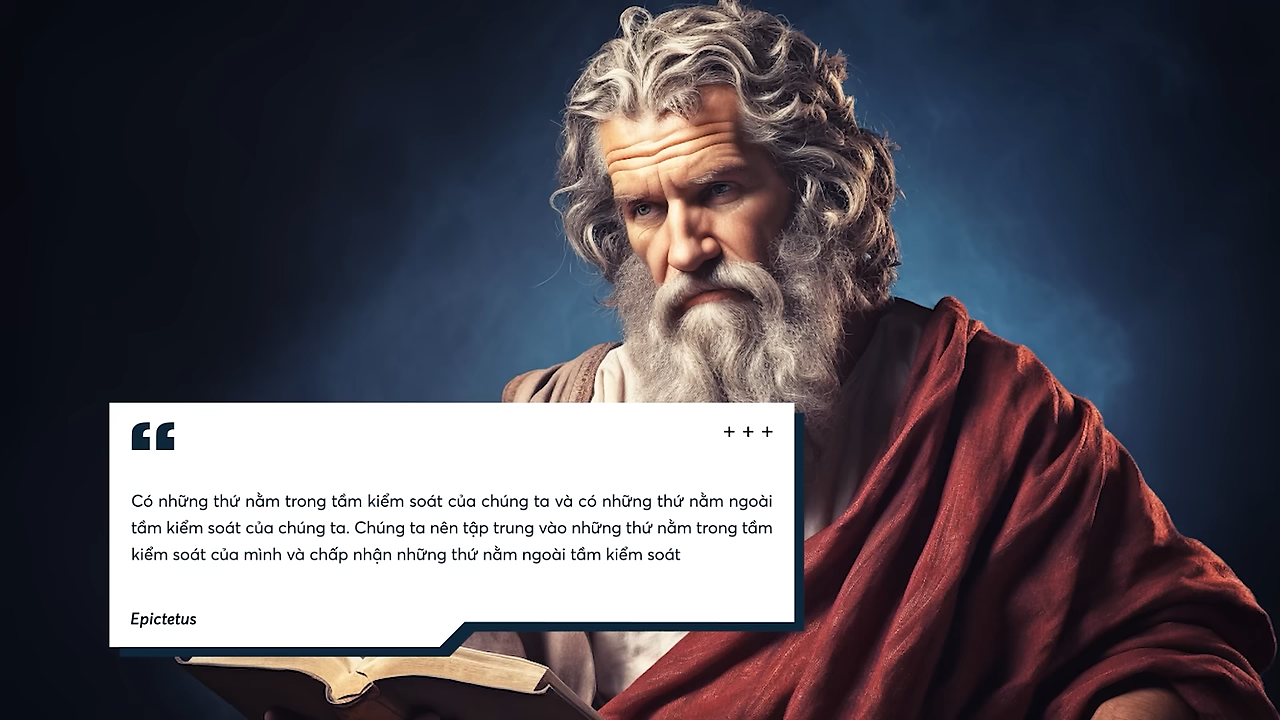 Có những thứ nằm trong tầm kiểm soát của chúng ta và có những thứ nằm ngoài
tầm kiểm soát của chúng ta. Chúng ta nên tập trung vào những thứ nằm trong tầm
kiểm soát của mình và chấp nhận những thứ nằm ngoài tầm kiểm soát
Epictetus